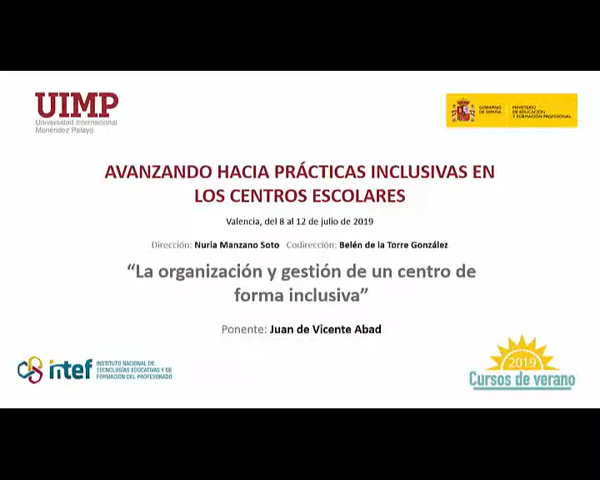 UIMP
Universidad Internacional
Menéndez Pelayo
GOBIERNO
DE ESPAÑA
MINISTERIO
DE EDUCACIÓN
Y FORMACIÓN PROFESIONAL
AVANZANDO HACIA PRÁCTICAS INCLUSIVAS EN
LOS CENTROS ESCOLARES
Valencia, del 8 al 12 de julio de 2019
Dirección: Nuria Manzano Soto Codirección: Belén de la Torre González
“La organización y gestión de un centro de
forma inclusiva”
Ponente: Juan de Vicente Abad
intef
INSTITUTO NACIONAL DE
TECNOLOGÍAS EDUCATIVAS Y DE
FORMACIÓN DEL PROFESORADO
2019
Cursos de verano